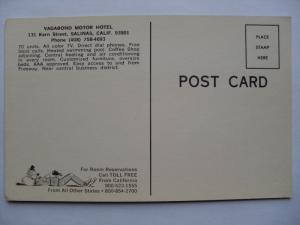 VAGABOND MOTOR HOTEL
131 Kern Street, SALINAS, CALIF. 93901
Phone (408) 758-4693
70 units. All color TV. Direct dial phones. Free
local calls. Heated swimming pool. Coffee Shop
adjoining. Central heating and air conditioning
in every room. Customized furniture, oversize
beds. AAA approved. Easy access to and from
Freeway. Near central business district.
PLACE
STAMP
HERE
POST CARD
For Room Reservations
Call TOLL FREE
From California
800-522-1555
From All Other States • 800-854-2700